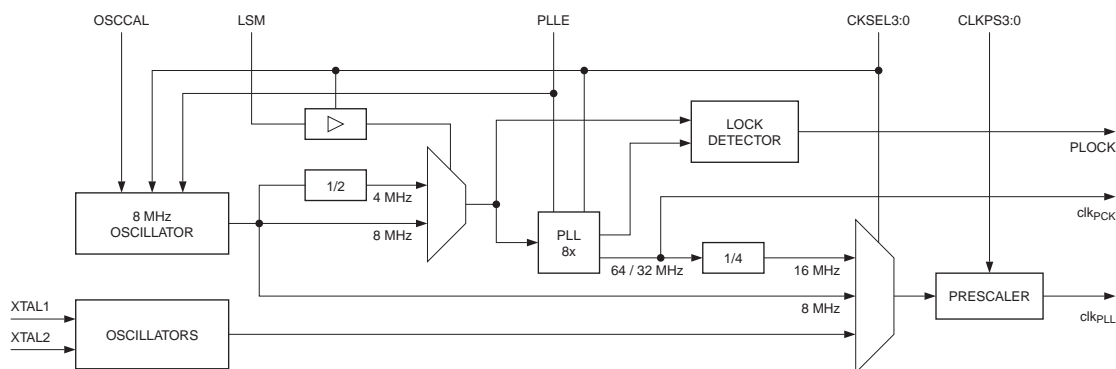 OSCCAL
LSM
PLLE
CKSEL3:0
CLKPS3:0
LOCK
DETECTOR
PLOCK
1/2
4 MHz
8 MHz
OSCILLATOR
8 MHz
clkPCK
PLL
8x
64 / 32 MHz
1/4
16 MHz
8 MHz
PRESCALER
clkPLL
XTAL1
XTAL2
OSCILLATORS